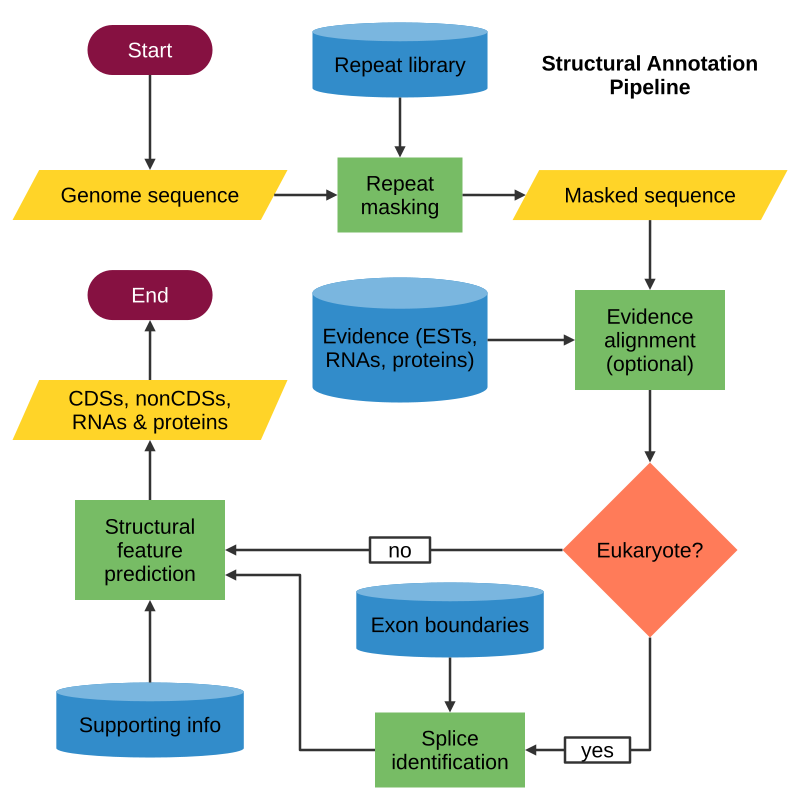 Start
Repeat library
Structural Annotation
Pipeline
Genome sequence
Repeat
masking
Masked sequence
End
Evidence (ESTs,
RNAs, proteins)
Evidence
alignment
(optional)
CDSs, nonCDSs,
RNAs & proteins
Structural
feature
prediction
no
Eukaryote?
Exon boundaries
Supporting info
Splice
identification
yes